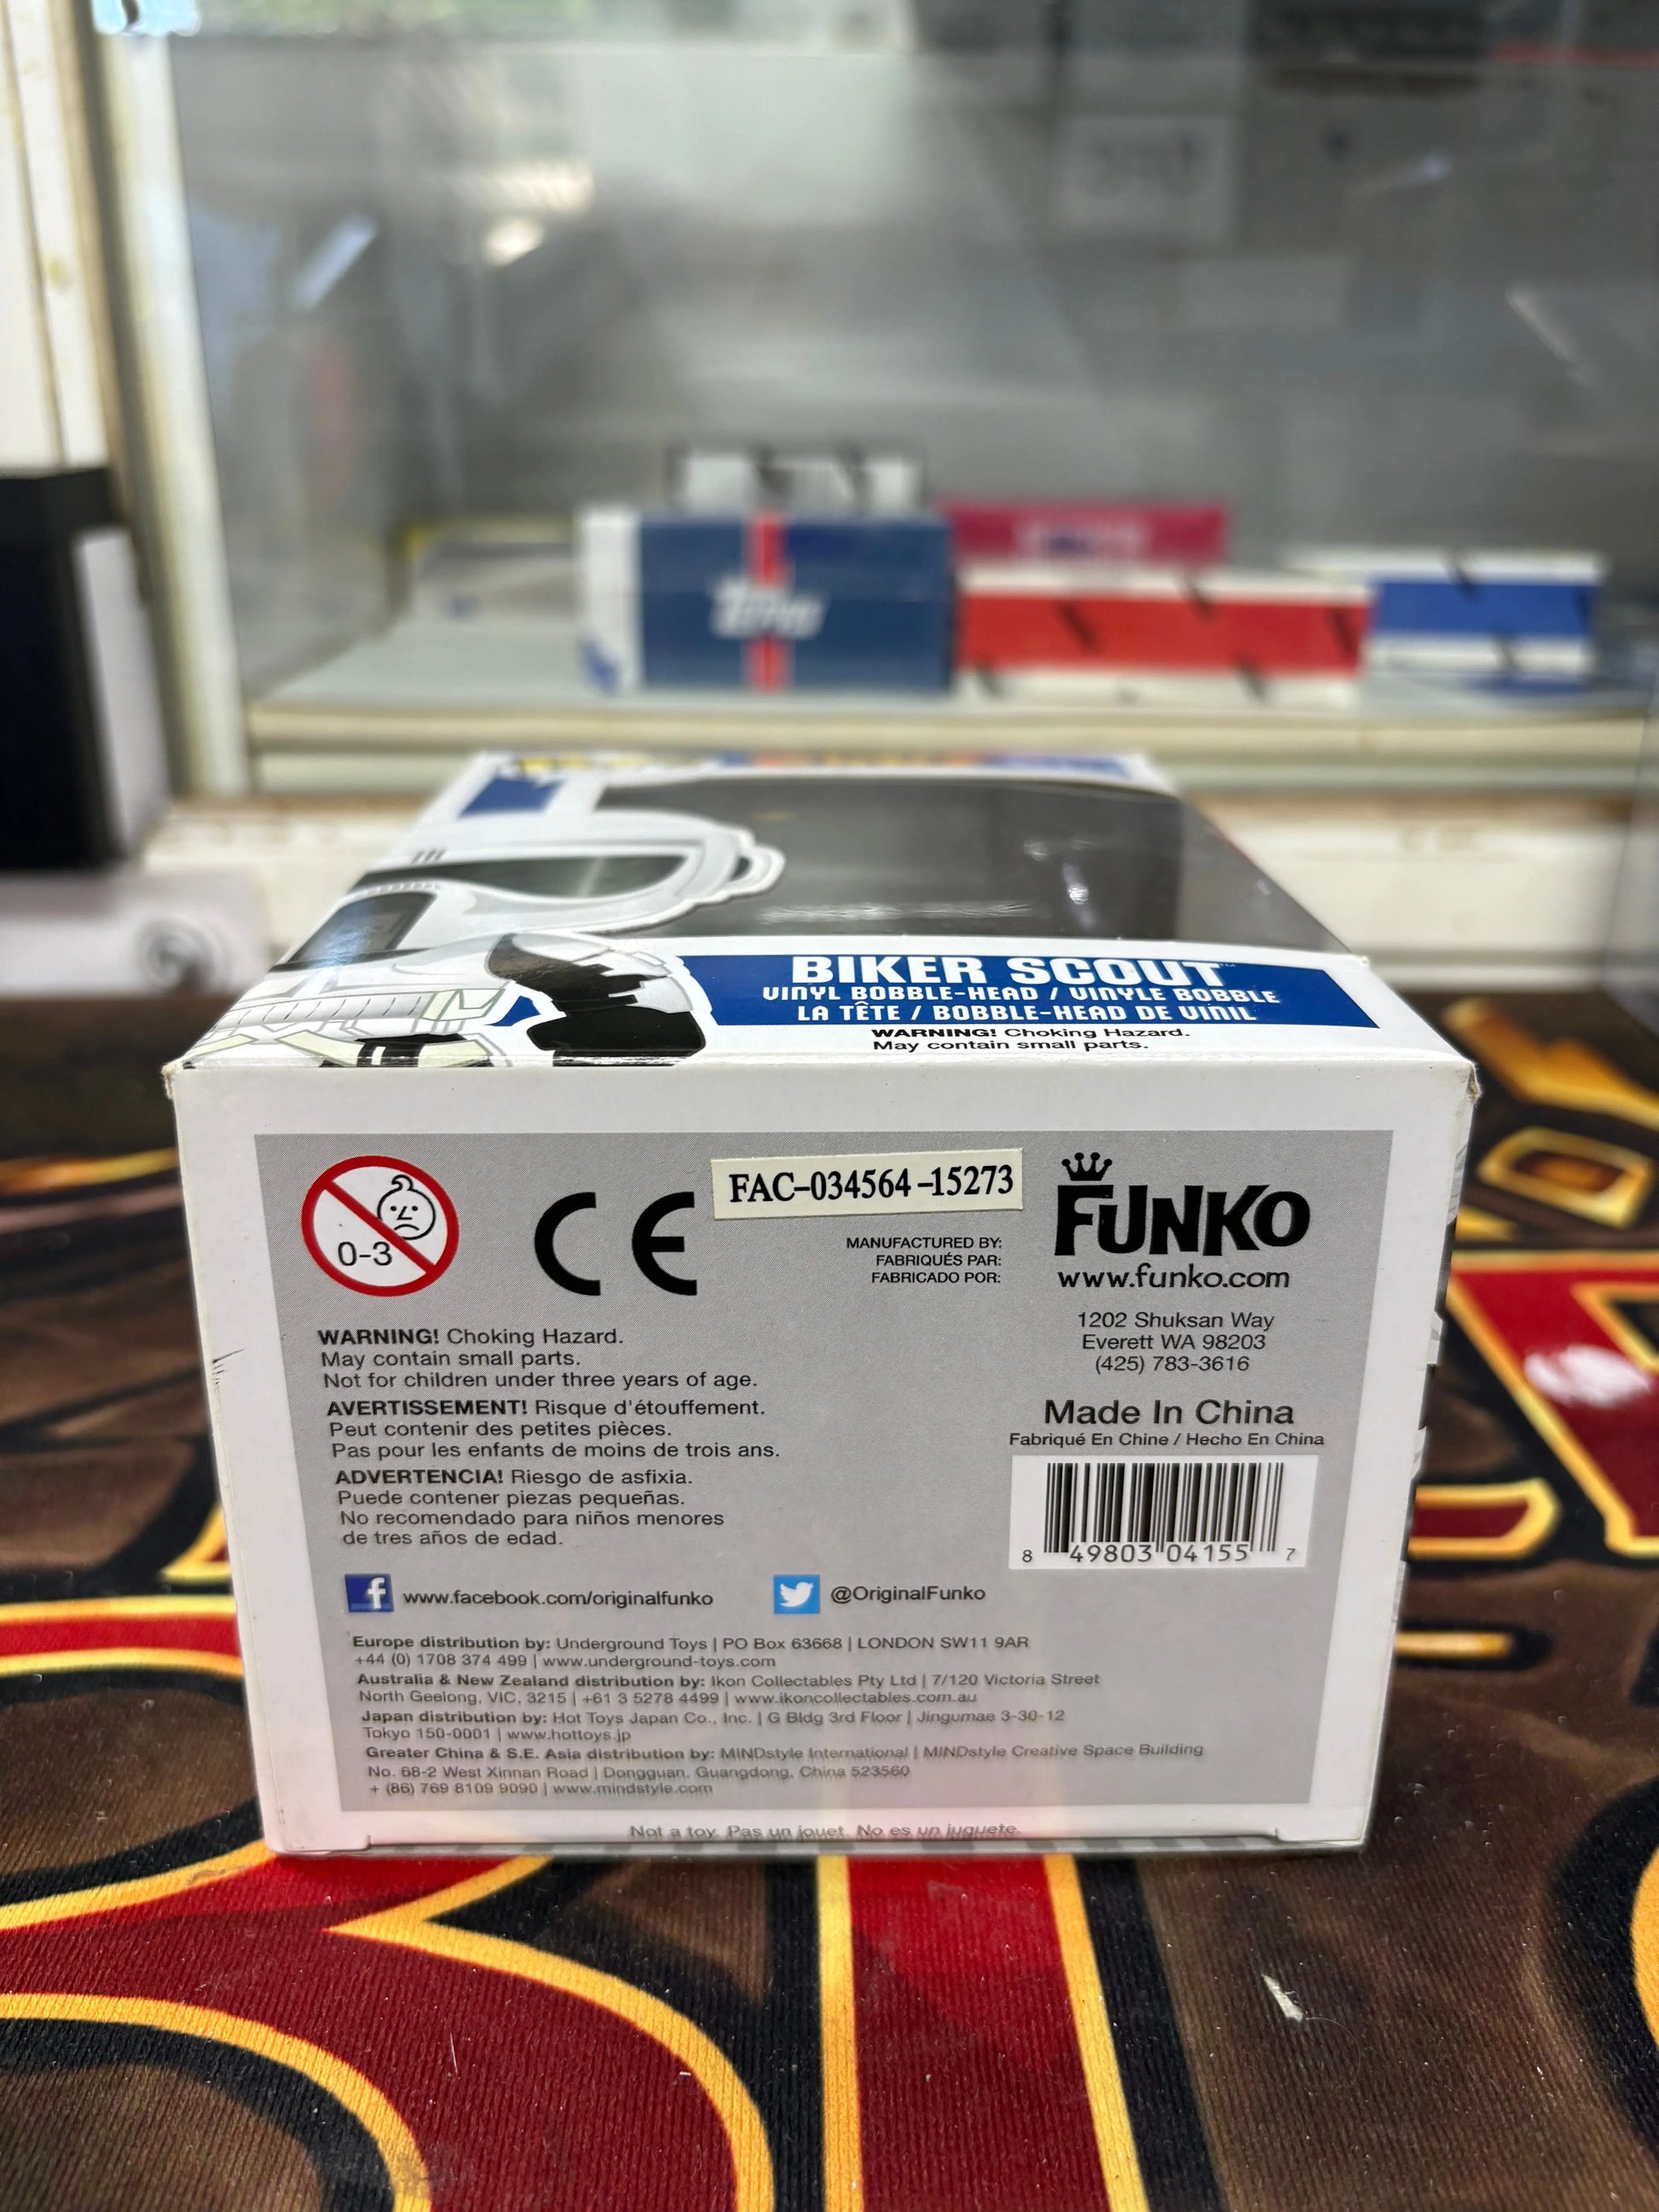 Topps
BIKER SCOUT™
VINYL BOBBLE-HEAD / VINYLE BOBBLE
LA TÊTE / BOBBLE-HEAD DE VINIL
WARNING! Choking Hazard.
May contain small parts.
0-3
CE
FAC-034564-15273
MANUFACTURED BY:
FABRIQUÉS PAR:
FABRICADO POR:
FUNKO
www.funko.com
1202 Shuksan Way
Everett WA 98203
(425) 783-3616
Made In China
Fabriqué En Chine / Hecho En China
8 49803 04155 7
WARNING! Choking Hazard.
May contain small parts.
Not for children under three years of age.
AVERTISSEMENT! Risque d'étouffement.
Peut contenir des petites pièces.
Pas pour les enfants de moins de trois ans.
ADVERTENCIA! Riesgo de asfixia.
Puede contener piezas pequeñas.
No recomendado para niños menores
de tres años de edad.
f www.facebook.com/originalfunko
@OriginalFunko
Europe distribution by: Underground Toys | PO Box 63668 | LONDON SW11 9AR
+44 (0) 1708 374 499 | www.underground-toys.com
Australia & New Zealand distribution by: Ikon Collectables Pty Ltd | 7/120 Victoria Street
North Geelong, VIC, 3215 | +61 3 5278 4499 | www.ikoncollectables.com.au
Japan distribution by: Hot Toys Japan Co., Inc. | G Bldg 3rd Floor | Jingumae 3-30-12
Tokyo 150-0001 | www.hottoys.jp
Greater China & S.E. Asia distribution by: MINDstyle International | MINDstyle Creative Space Building
No. 68-2 West Xinnan Road | Dongguan, Guangdong, China 523560
+ (86) 769 8109 9090 | www.mindstyle.com
Not a toy. Pas un jouet. No es un juguete.